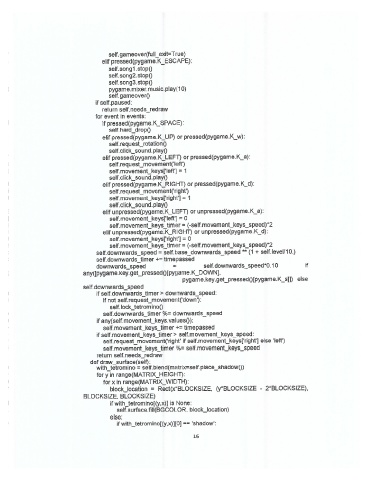 self.gameover(full_exit=True)
elif pressed(pygame.K_ESCAPE):
self.song1.stop()
self.song2.stop()
self.song3.stop()
pygame.mixer.music.play(10)
self.gameover()
if self.paused:
return self.needs_redraw
for event in events:
if pressed(pygame.K_SPACE):
self.hard_drop()
elif pressed(pygame.K_UP) or pressed(pygame.K_w):
self.request_rotation()
self.click_sound.play()
elif pressed(pygame.K_LEFT) or pressed(pygame.K_a):
self.request_movement('left')
self.movement_keys['left'] = 1
self.click_sound.play()
elif pressed(pygame.K_RIGHT) or pressed(pygame.K_d):
self.request_movement('right')
self.movement_keys['right'] = 1
self.click_sound.play()
elif unpressed(pygame.K_LEFT) or unpressed(pygame.K_a):
self.movement_keys['left'] = 0
self.movement_keys_timer = (-self.movement_keys_speed)*2
elif unpressed(pygame.K_RIGHT) or unpressed(pygame.K_d):
self.movement_keys['right'] = 0
self.movement_keys_timer = (-self.movement_keys_speed)*2
self.downwards_speed = self.base_downwards_speed ** (1 + self.level/10.)
self.downwards_timer += timepassed
downwards_speed = self.downwards_speed*0.10 if
any([pygame.key.get_pressed()[pygame.K_DOWN],
pygame.key.get_pressed()[pygame.K_s]]) else
self.downwards_speed
if self.downwards_timer > downwards_speed:
if not self.request_movement('down'):
self.lock_tetromino()
self.downwards_timer %= downwards_speed
if any(self.movement_keys.values()):
self.movement_keys_timer += timepassed
if self.movement_keys_timer > self.movement_keys_speed:
self.request_movement('right' if self.movement_keys['right'] else 'left')
self.movement_keys_timer %= self.movement_keys_speed
return self.needs_redraw
def draw_surface(self):
with_tetromino = self.blend(matrix=self.place_shadow())
for y in range(MATRIX_HEIGHT):
for x in range(MATRIX_WIDTH):
block_location = Rect(x*BLOCKSIZE, (y*BLOCKSIZE - 2*BLOCKSIZE),
BLOCKSIZE, BLOCKSIZE)
if with_tetromino[(y,x)] is None:
self.surface.fill(BGCOLOR, block_location)
else:
if with_tetromino[(y,x)][0] == 'shadow':
16